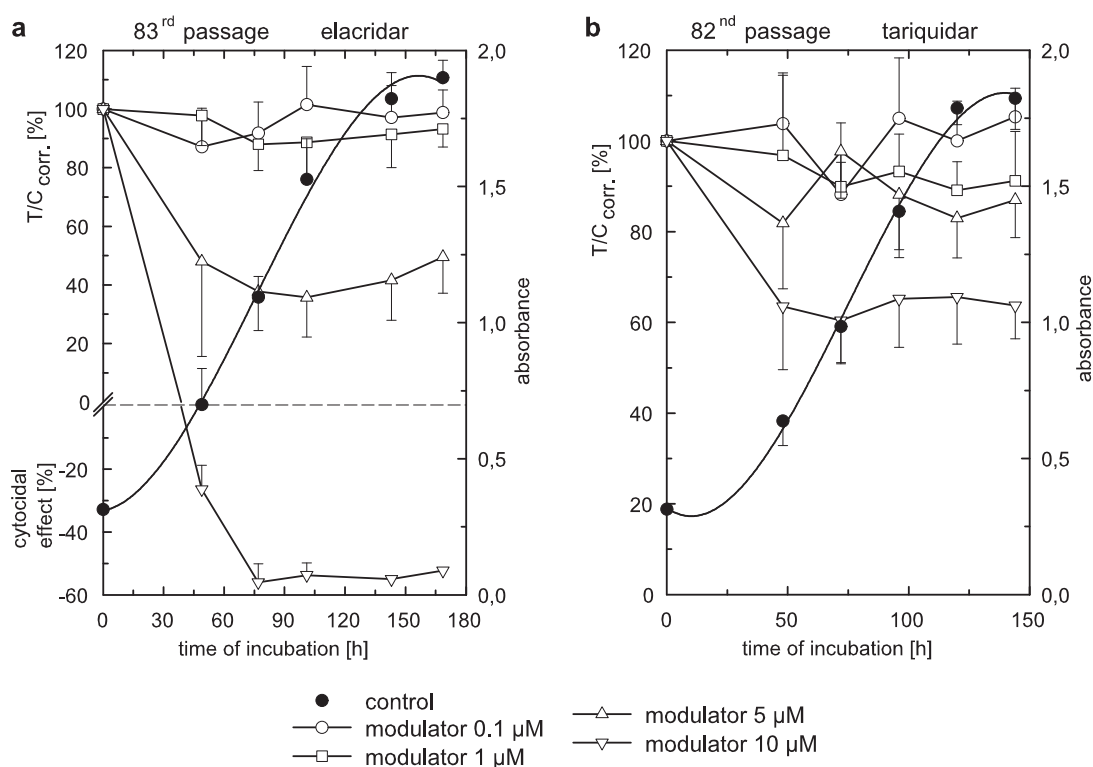 a 83rd passage elacridar
120
100
80
60
40
20
0
-20
-40
-60
T/C corr. [%]
cytocidal
effect [%]
2,0
1,5
1,0
0,5
0,0
absorbance
0 30 60 90 120 150 180
time of incubation [h]
b 82nd passage tariquidar
120
100
80
60
40
20
0
T/C corr. [%]
2,0
1,5
1,0
0,5
0,0
absorbance
0 50 100 150
time of incubation [h]
control
modulator 0.1 µM
modulator 1 µM
modulator 5 µM
modulator 10 µM